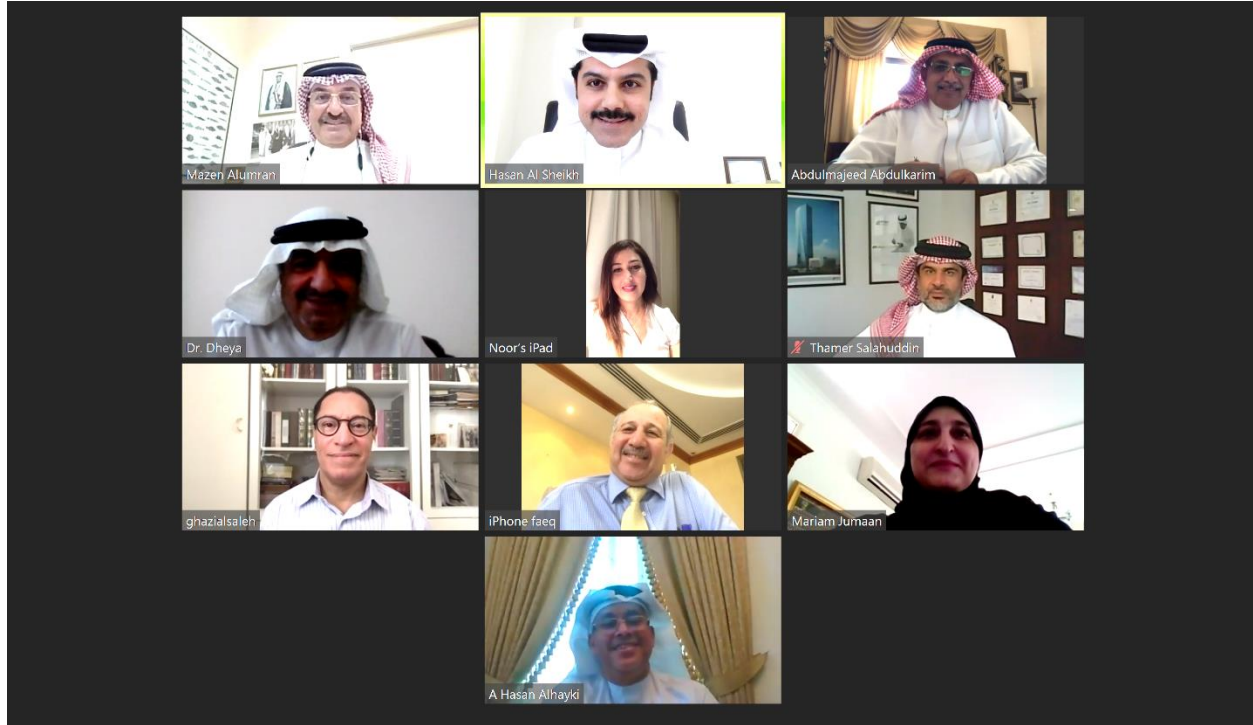 Mazen Alumran
Hasan Al Sheikh
Abdulmajeed Abdulkarim
Dr. Dheya
Noor's iPad
Thamer Salahuddin
ghazialsaleh
iPhone faeq
Mariam Jumaan
A Hasan Alhayki